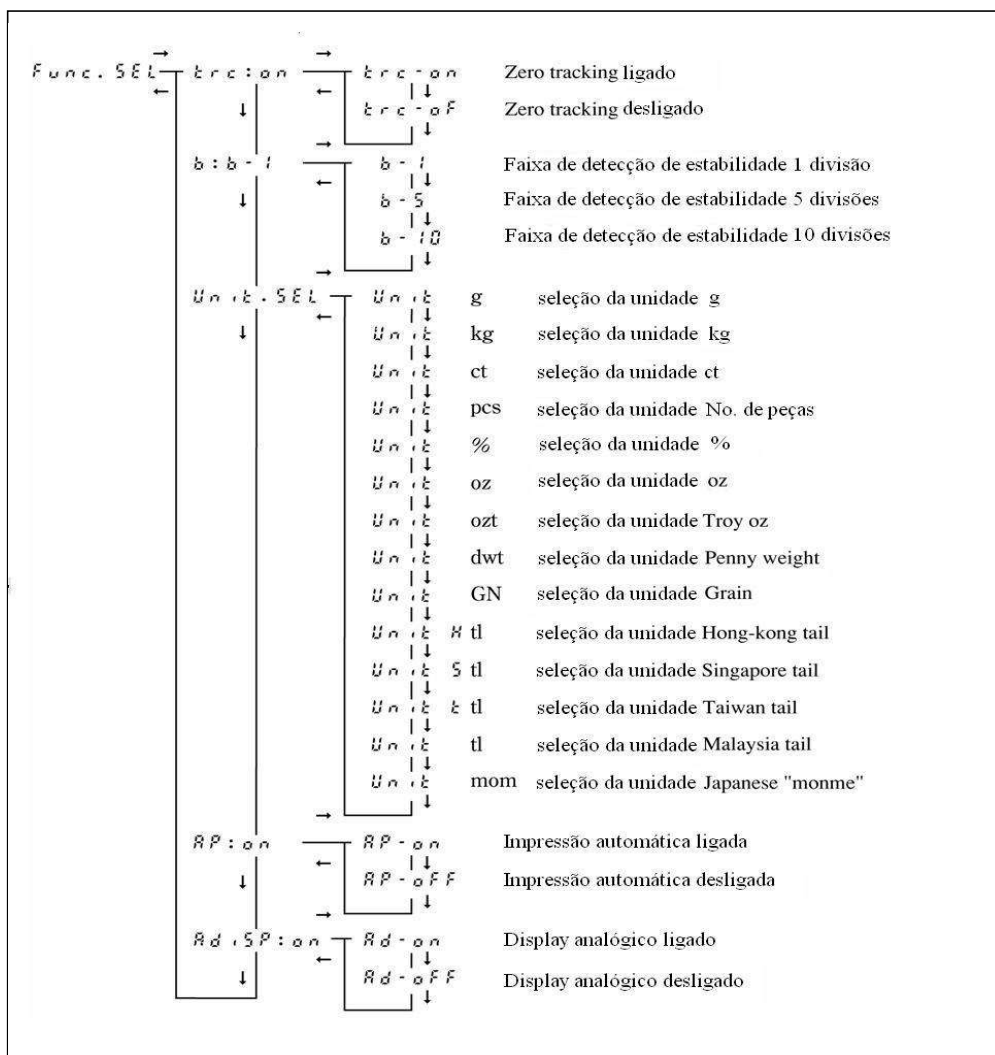 Func.SEL trc:on trc-on Zero tracking ligado
trc-oF Zero tracking desligado
b:b-1 b-1 Faixa de detecção de estabilidade 1 divisão
b-5 Faixa de detecção de estabilidade 5 divisões
b-10 Faixa de detecção de estabilidade 10 divisões
Unit.SEL Unit g seleção da unidade g
Unit kg seleção da unidade kg
Unit ct seleção da unidade ct
Unit pcs seleção da unidade No. de peças
Unit % seleção da unidade %
Unit oz seleção da unidade oz
Unit ozt seleção da unidade Troy oz
Unit dwt seleção da unidade Penny weight
Unit GN seleção da unidade Grain
Unit H tl seleção da unidade Hong-kong tail
Unit S tl seleção da unidade Singapore tail
Unit t tl seleção da unidade Taiwan tail
Unit tl seleção da unidade Malaysia tail
Unit mom seleção da unidade Japanese "monme"
AP:on AP-on Impressão automática ligada
AP-oFF Impressão automática desligada
AdiSP:on Ad-on Display analógico ligado
Ad-oFF Display analógico desligado